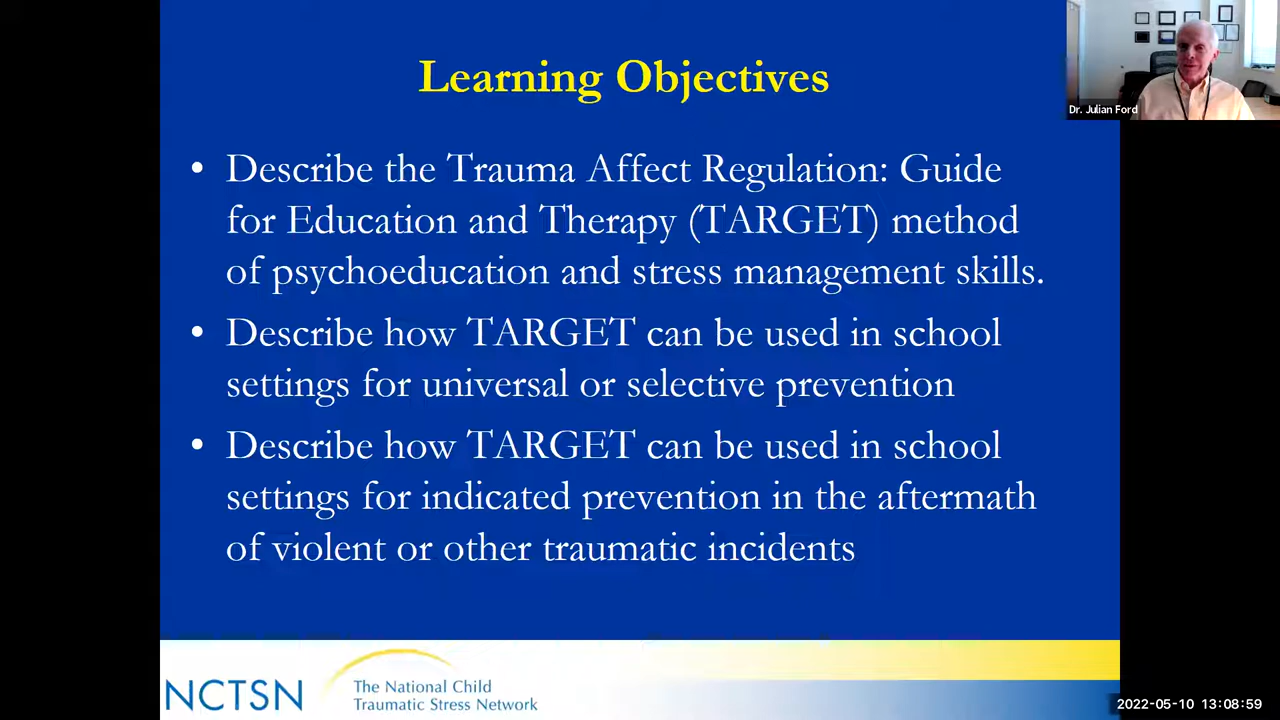 Learning Objectives
Dr. Julian Ford
• Describe the Trauma Affect Regulation: Guide
for Education and Therapy (TARGET) method
of psychoeducation and stress management skills.
• Describe how TARGET can be used in school
settings for universal or selective prevention
• Describe how TARGET can be used in school
settings for indicated prevention in the aftermath
of violent or other traumatic incidents
NCTSN
The National Child
Traumatic Stress Network
2022-05-10 13:08:59